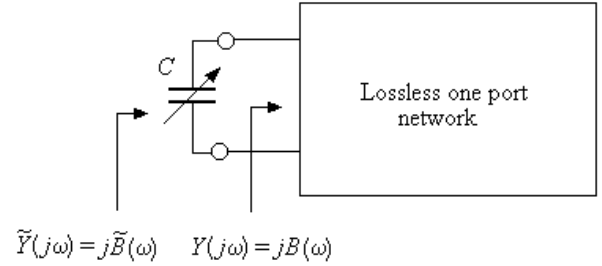 C
Lossless one port
network
Ỹ(jω) = jB̃(ω)
Y(jω) = jB(ω)